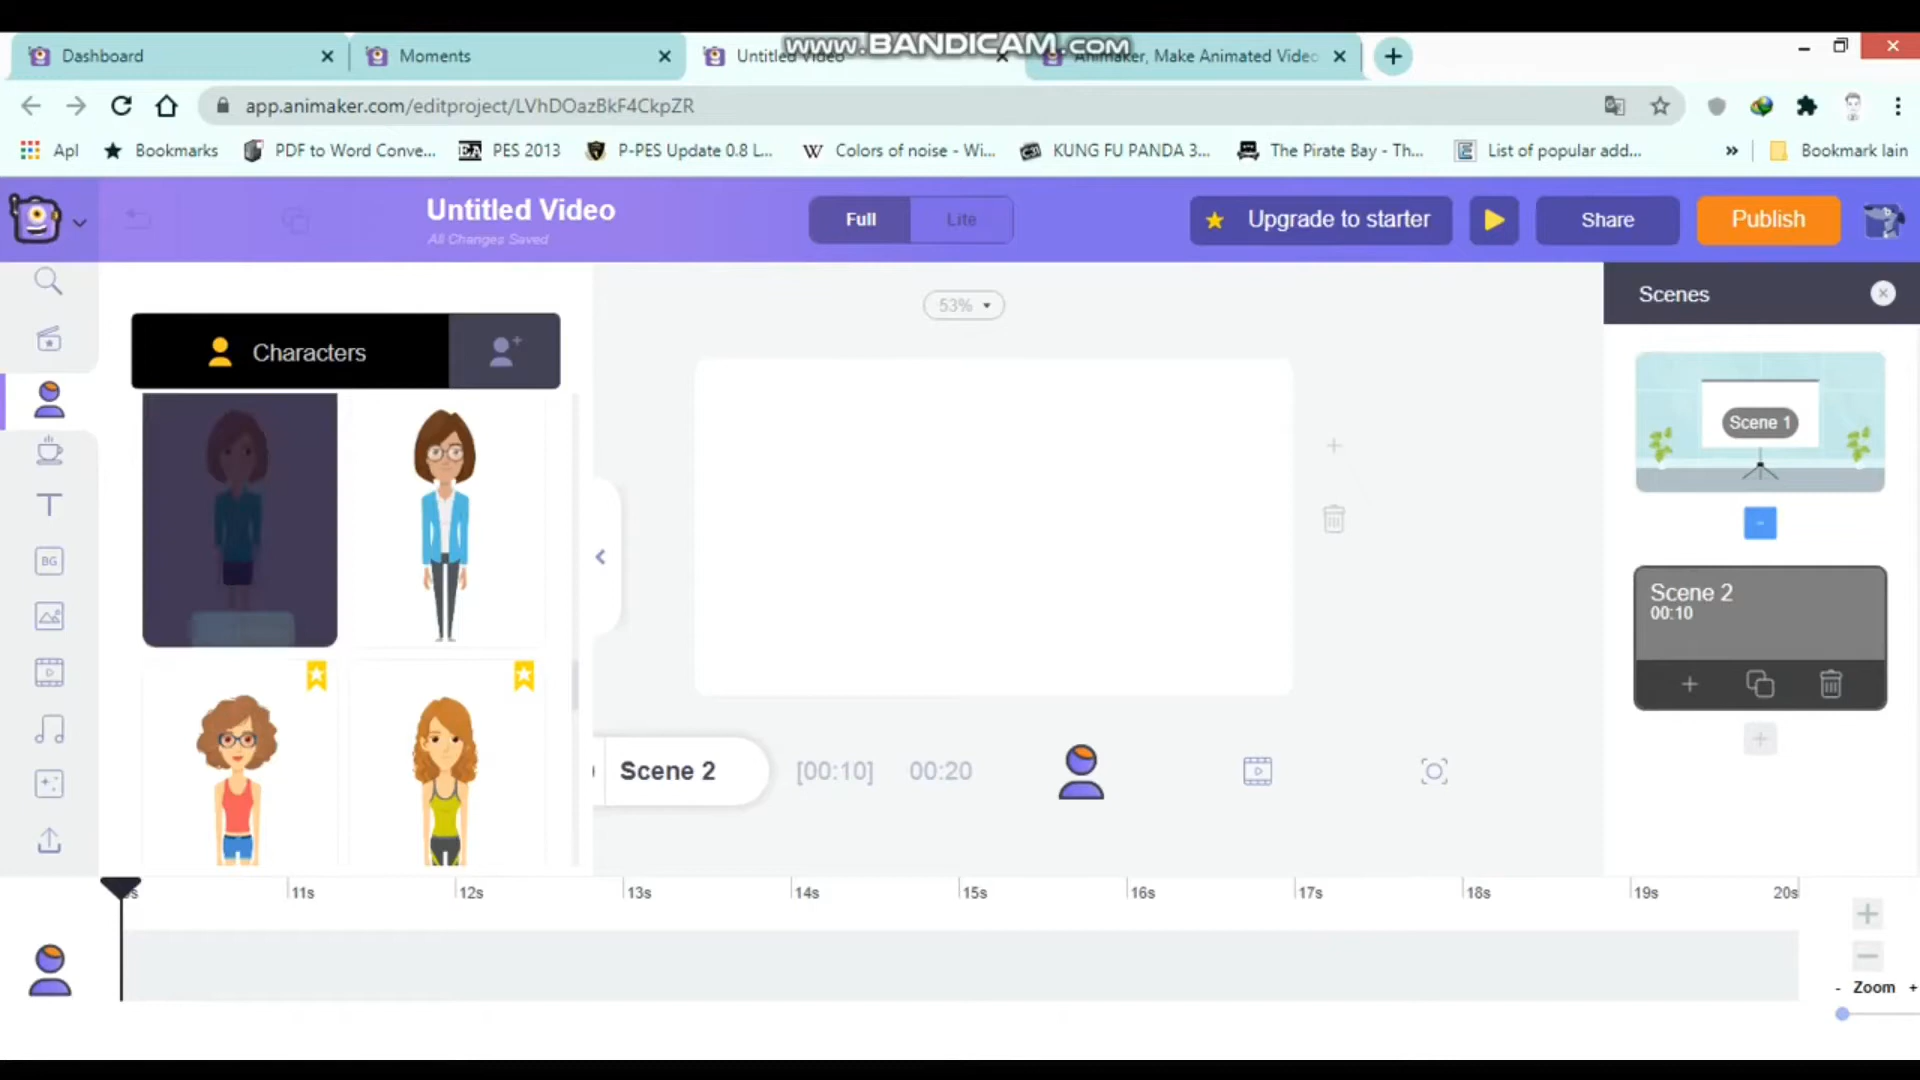 www.BANDICAM.com
Dashboard
Moments
Untitled Video
Animaker, Make Animated Video
app.animaker.com/editproject/LVhDOazBkF4CkpZR
Apl
Bookmarks
PDF to Word Conve...
PES 2013
P-PES Update 0.8 L...
Colors of noise - Wi...
KUNG FU PANDA 3...
The Pirate Bay - Th...
List of popular add...
»
Bookmark lain
Untitled Video
All Changes Saved
Full
Lite
Upgrade to starter
Share
Publish
Characters
53%
Scenes
Scene 1
Scene 2
00:10
BG
Scene 2
[00:10]
00:20
11s
12s
13s
14s
15s
16s
17s
18s
19s
20s
- Zoom +